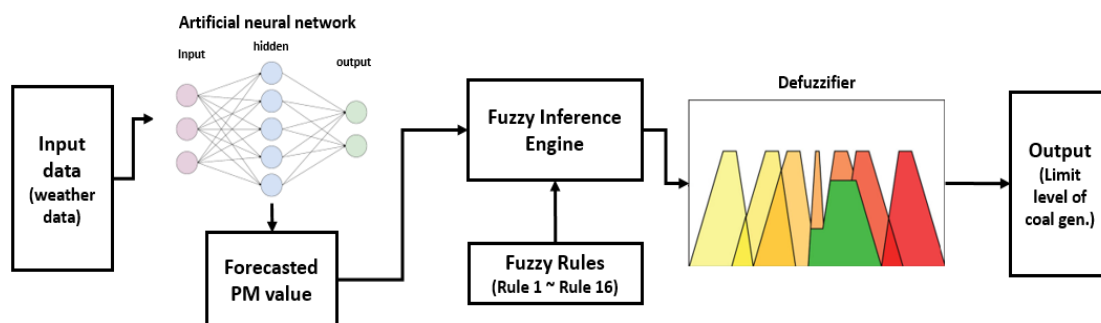 Artificial neural network
Input
hidden
output
Input
data
(weather
data)
Forecasted
PM value
Fuzzy Inference
Engine
Fuzzy Rules
(Rule 1 ~ Rule 16)
Defuzzifier
Output
(Limit
level of
coal gen.)